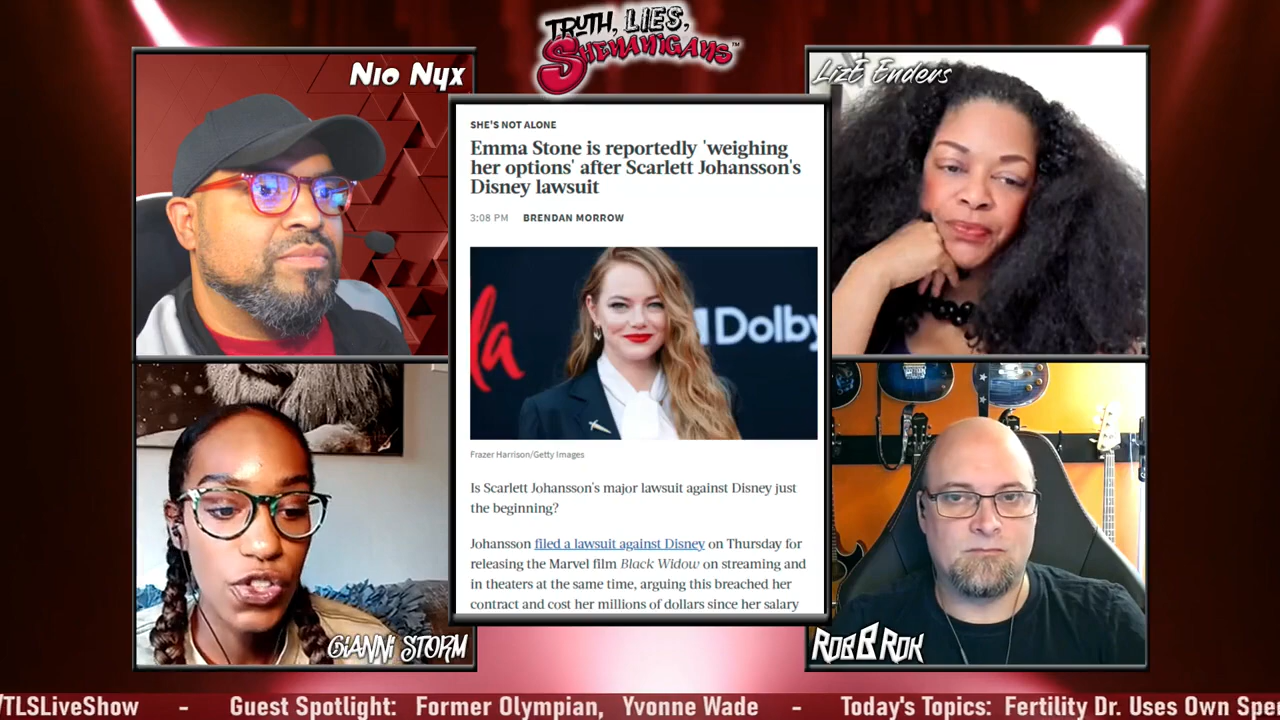 TRUTH, LIES,
SHENANIGANS™
NIO NYX
LizE Enders
SHE'S NOT ALONE
Emma Stone is reportedly 'weighing
her options' after Scarlett Johansson's
Disney lawsuit
3:08 PM BRENDAN MORROW
la
Dolby
Frazer Harrison/Getty Images
Is Scarlett Johansson's major lawsuit against Disney just
the beginning?
Johansson filed a lawsuit against Disney on Thursday for
releasing the Marvel film Black Widow on streaming and
in theaters at the same time, arguing this breached her
contract and cost her millions of dollars since her salary
GIANNI STORM
ROB B ROK
/TLSLiveShow - Guest Spotlight: Former Olympian, Yvonne Wade - Today's Topics: Fertility Dr. Uses Own Spe